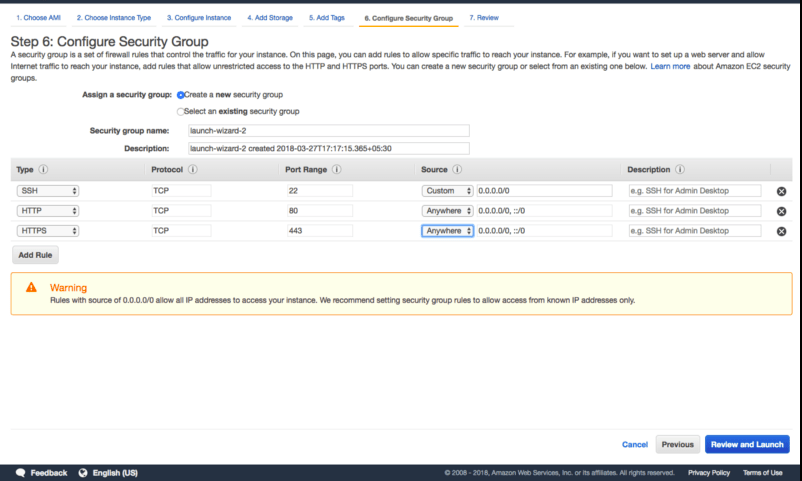 1. Choose AMI 2. Choose Instance Type 3. Configure Instance 4. Add Storage 5. Add Tags 6. Configure Security Group 7. Review
Step 6: Configure Security Group
A security group is a set of firewall rules that control the traffic for your instance. On this page, you can add rules to allow specific traffic to reach your instance. For example, if you want to set up a web server and allow
Internet traffic to reach your instance, add rules that allow unrestricted access to the HTTP and HTTPS ports. You can create a new security group or select from an existing one below. Learn more about Amazon EC2 security
groups.
Assign a security group: Create a new security group
Select an existing security group
Security group name: launch-wizard-2
Description: launch-wizard-2 created 2018-03-27T17:17:15.365+05:30
Type i Protocol i Port Range i Source i Description i
SSH TCP 22 Custom 0.0.0.0/0 e.g. SSH for Admin Desktop
HTTP TCP 80 Anywhere 0.0.0.0/0, ::/0 e.g. SSH for Admin Desktop
HTTPS TCP 443 Anywhere 0.0.0.0/0, ::/0 e.g. SSH for Admin Desktop
Add Rule
Warning
Rules with source of 0.0.0.0/0 allow all IP addresses to access your instance. We recommend setting security group rules to allow access from known IP addresses only.
Cancel Previous Review and Launch
Feedback English (US) © 2008 - 2018, Amazon Web Services, Inc. or its affiliates. All rights reserved. Privacy Policy Terms of Use